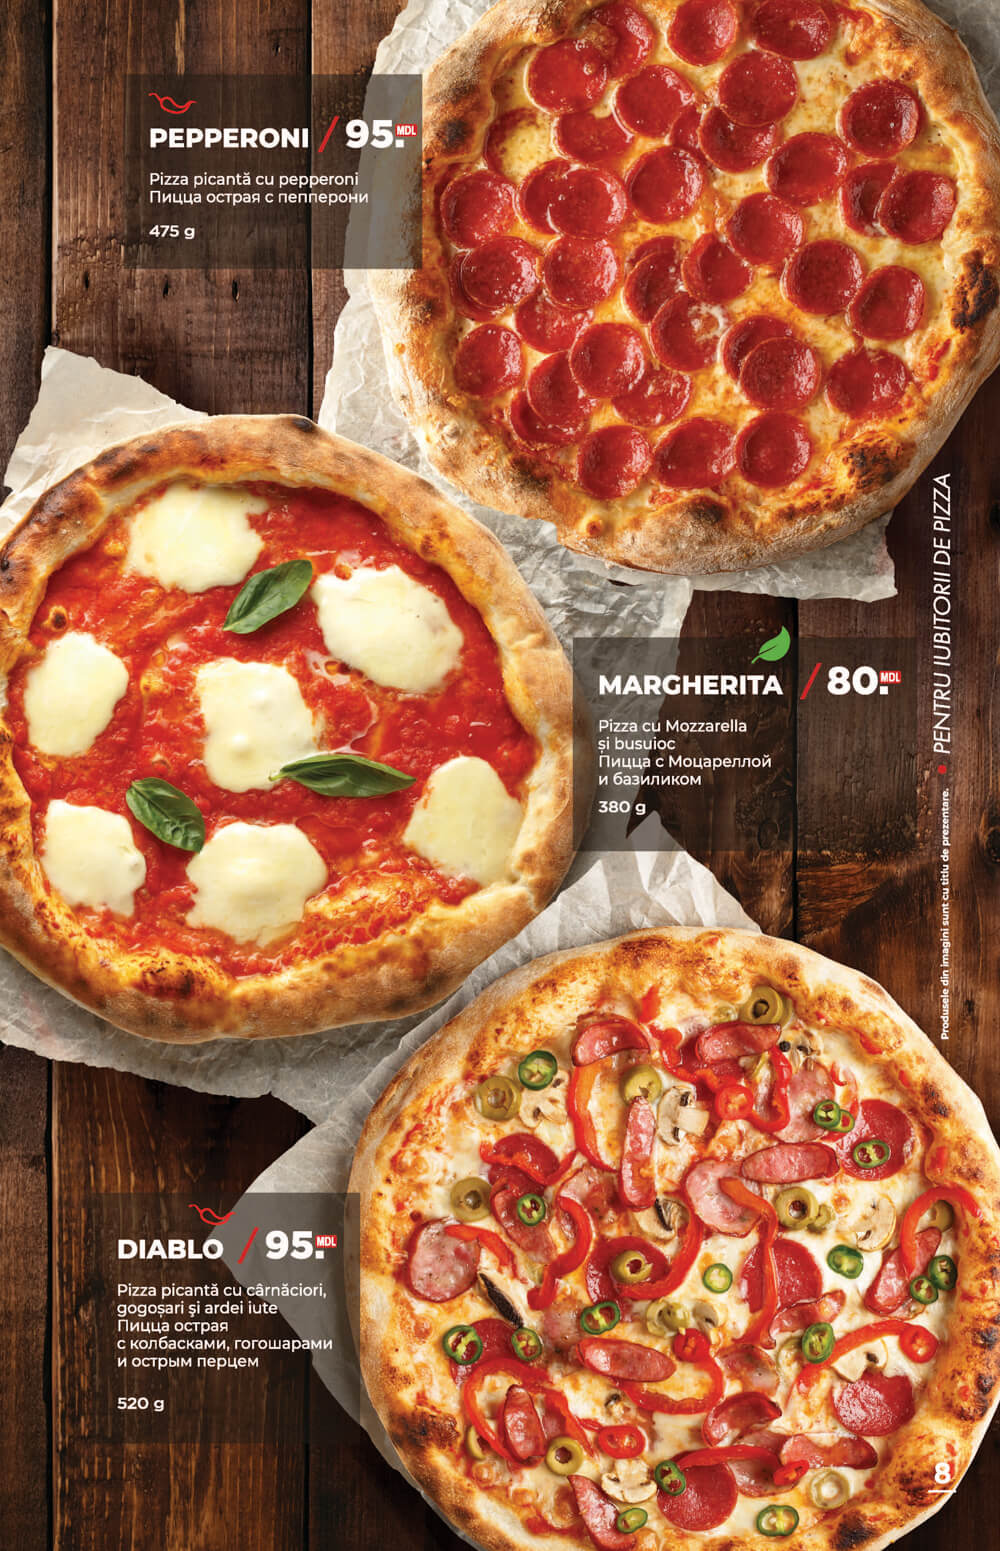 PEPPERONI / 95. MDL
Pizza picantă cu pepperoni
Пицца острая с пепперони
475 g
MARGHERITA / 80. MDL
Pizza cu Mozzarella
și busuioc
Пицца с Моцареллой
и базиликом
380 g
DIABLO / 95. MDL
Pizza picantă cu cârnăciori,
gogoșari și ardei iute
Пицца острая
с колбасками, гогошарами
и острым перцем
520 g
Produsele din imagini sunt cu titlu de prezentare. • PENTRU IUBITORII DE PIZZA
8